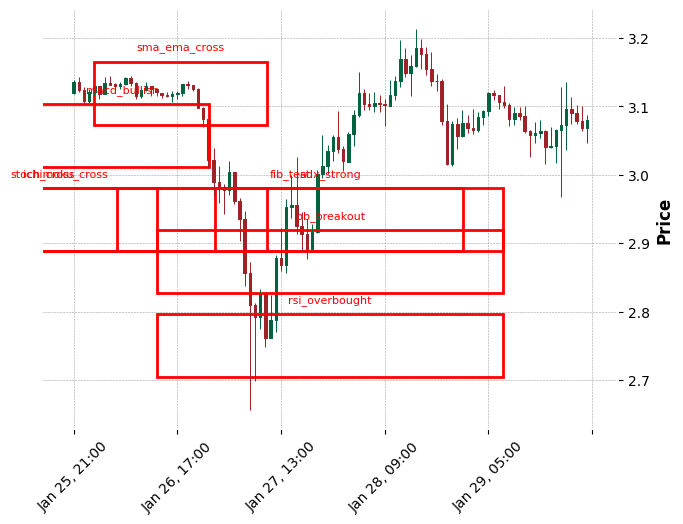 sma_ema_cross
3.2
macd_bullish
3.1
3.0
fib_test
adx_strong
bb_breakout
Price
2.9
rsi_overbought
2.8
2.7
Jan 25, 21:00
Jan 26, 17:00
Jan 27, 13:00
Jan 28, 09:00
Jan 29, 05:00